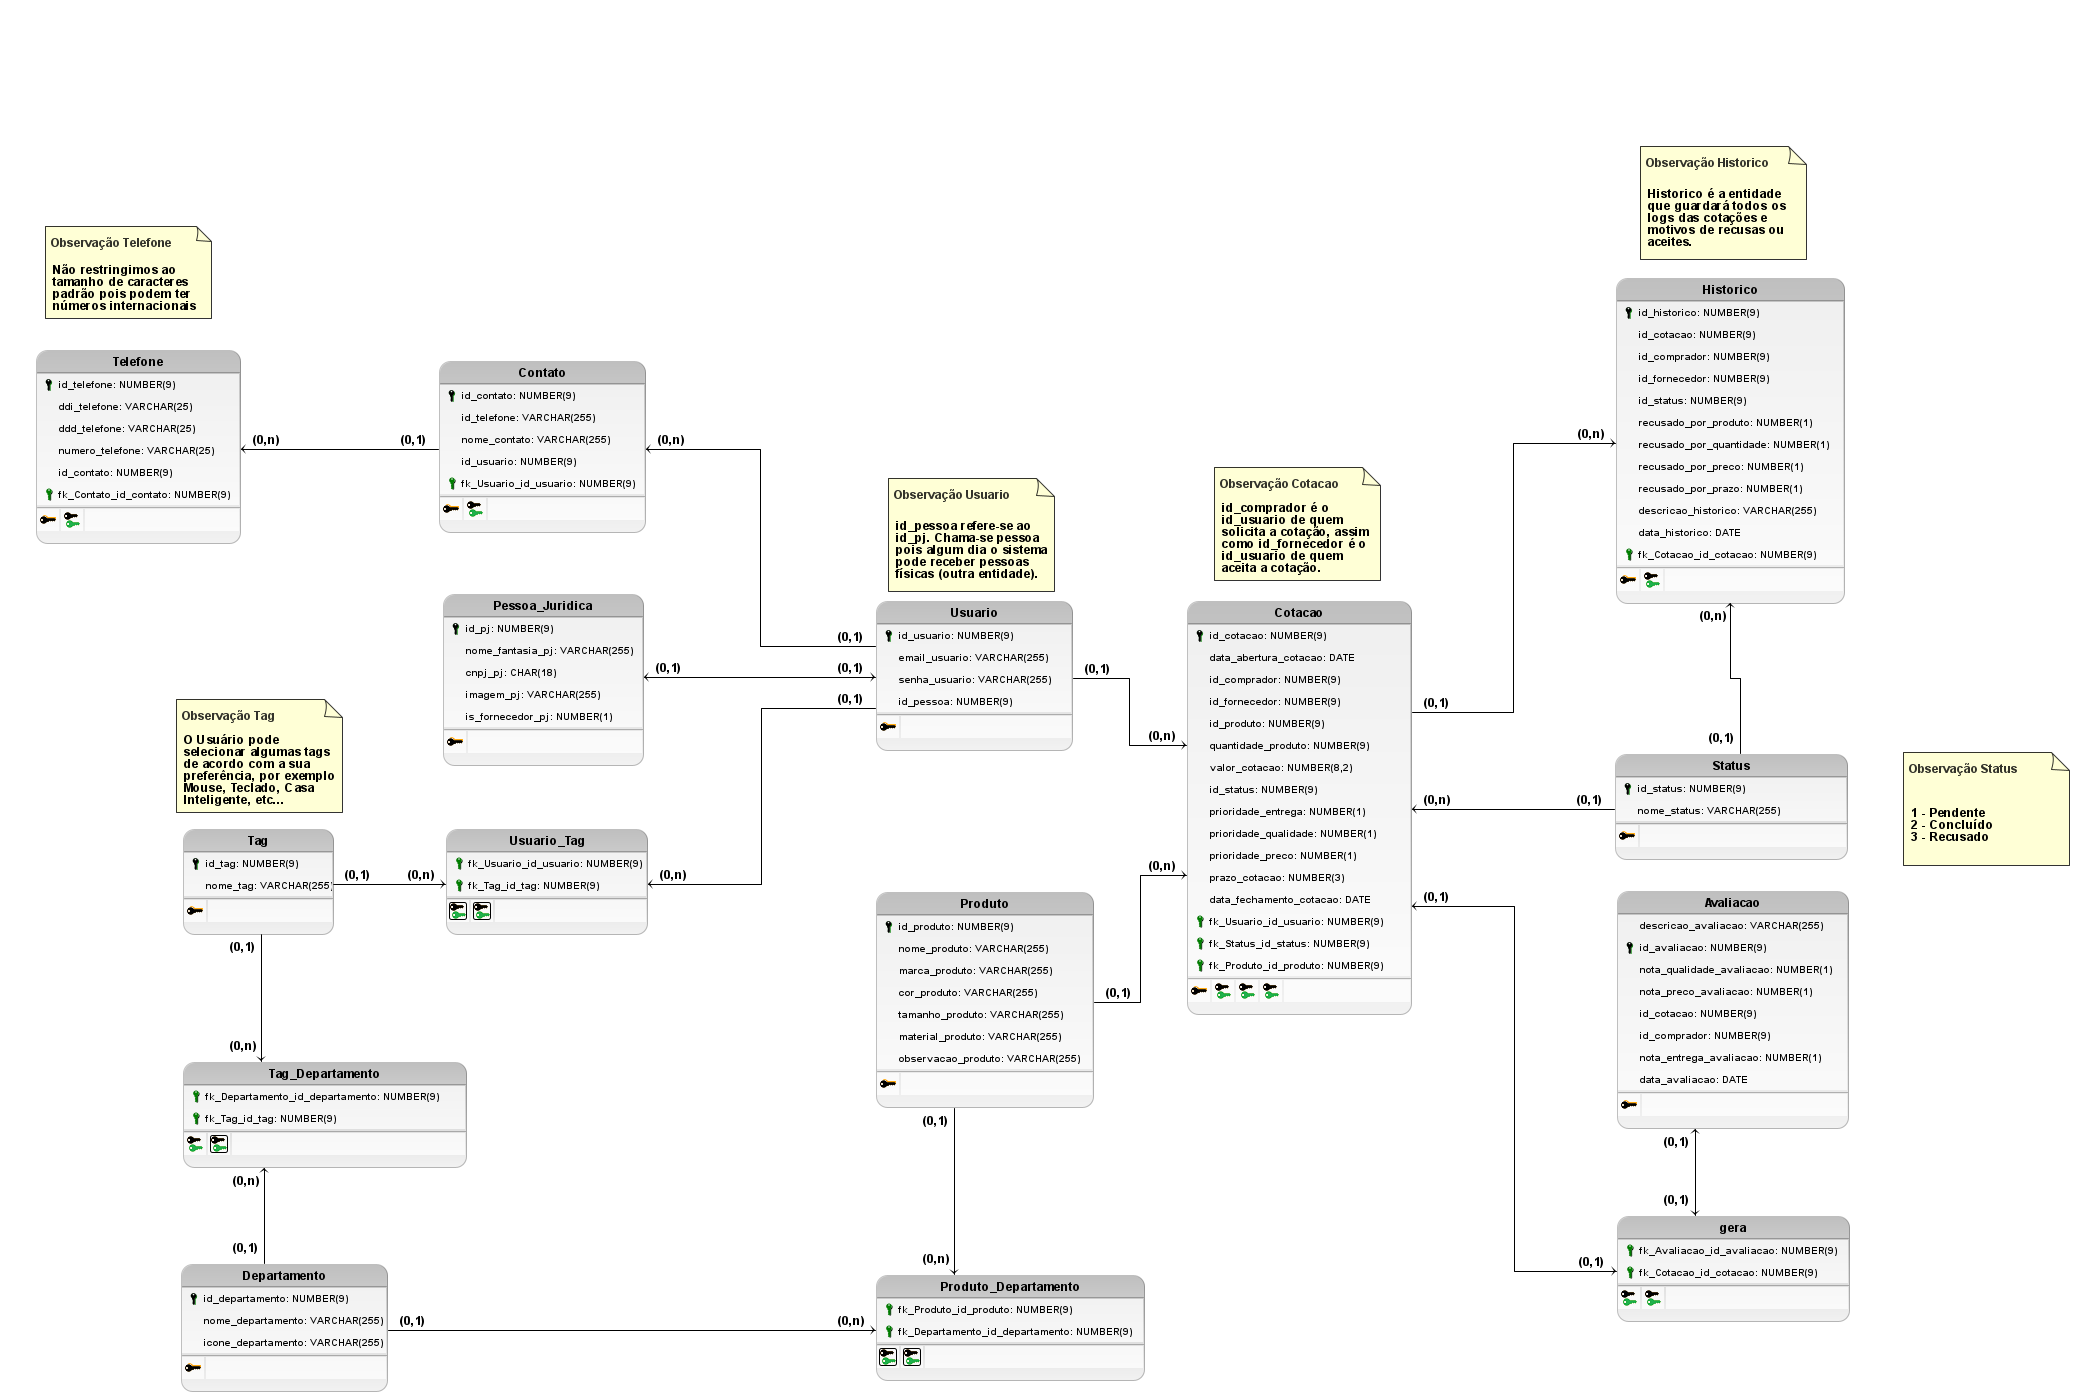 Observação Telefone
Não restringimos ao
tamanho de caracteres
padrão pois podem ter
números internacionais
Telefone
id_telefone: NUMBER(9)
ddi_telefone: VARCHAR(25)
ddd_telefone: VARCHAR(25)
numero_telefone: VARCHAR(25)
id_contato: NUMBER(9)
fk_Contato_id_contato: NUMBER(9)
(0,n)
(0,1)
Contato
id_contato: NUMBER(9)
id_telefone: VARCHAR(255)
nome_contato: VARCHAR(255)
id_usuario: NUMBER(9)
fk_Usuario_id_usuario: NUMBER(9)
(0,n)
(0,1)
Pessoa_Juridica
id_pj: NUMBER(9)
nome_fantasia_pj: VARCHAR(255)
cnpj_pj: CHAR(18)
imagem_pj: VARCHAR(255)
is_fornecedor_pj: NUMBER(1)
(0,1)
(0,1)
(0,1)
Observação Usuario
id_pessoa refere-se ao
id_pj. Chama-se pessoa
pois algum dia o sistema
pode receber pessoas
físicas (outra entidade).
Usuario
id_usuario: NUMBER(9)
email_usuario: VARCHAR(255)
senha_usuario: VARCHAR(255)
id_pessoa: NUMBER(9)
(0,1)
(0,n)
Observação Cotacao
id_comprador é o
id_usuario de quem
solicita a cotação, assim
como id_fornecedor é o
id_usuario de quem
aceita a cotação.
Cotacao
id_cotacao: NUMBER(9)
data_abertura_cotacao: DATE
id_comprador: NUMBER(9)
id_fornecedor: NUMBER(9)
id_produto: NUMBER(9)
quantidade_produto: NUMBER(9)
valor_cotacao: NUMBER(8,2)
id_status: NUMBER(9)
prioridade_entrega: NUMBER(1)
prioridade_qualidade: NUMBER(1)
prioridade_preco: NUMBER(1)
prazo_cotacao: NUMBER(3)
data_fechamento_cotacao: DATE
fk_Usuario_id_usuario: NUMBER(9)
fk_Status_id_status: NUMBER(9)
fk_Produto_id_produto: NUMBER(9)
(0,1)
(0,n)
Observação Historico
Historico é a entidade
que guardará todos os
logs das cotações e
motivos de recusas ou
aceites.
Historico
id_historico: NUMBER(9)
id_cotacao: NUMBER(9)
id_comprador: NUMBER(9)
id_fornecedor: NUMBER(9)
id_status: NUMBER(9)
recusado_por_produto: NUMBER(1)
recusado_por_quantidade: NUMBER(1)
recusado_por_preco: NUMBER(1)
recusado_por_prazo: NUMBER(1)
descricao_historico: VARCHAR(255)
data_historico: DATE
fk_Cotacao_id_cotacao: NUMBER(9)
(0,n)
(0,1)
Status
id_status: NUMBER(9)
nome_status: VARCHAR(255)
(0,n)
(0,1)
Observação Status
1 - Pendente
2 - Concluído
3 - Recusado
Observação Tag
O Usuário pode
selecionar algumas tags
de acordo com a sua
preferência, por exemplo
Mouse, Teclado, Casa
Inteligente, etc...
Tag
id_tag: NUMBER(9)
nome_tag: VARCHAR(255)
(0,1)
(0,n)
Usuario_Tag
fk_Usuario_id_usuario: NUMBER(9)
fk_Tag_id_tag: NUMBER(9)
(0,n)
(0,1)
(0,n)
Tag_Departamento
fk_Departamento_id_departamento: NUMBER(9)
fk_Tag_id_tag: NUMBER(9)
(0,n)
(0,1)
Departamento
id_departamento: NUMBER(9)
nome_departamento: VARCHAR(255)
icone_departamento: VARCHAR(255)
(0,1)
(0,n)
Produto
id_produto: NUMBER(9)
nome_produto: VARCHAR(255)
marca_produto: VARCHAR(255)
cor_produto: VARCHAR(255)
tamanho_produto: VARCHAR(255)
material_produto: VARCHAR(255)
observacao_produto: VARCHAR(255)
(0,n)
(0,1)
(0,1)
(0,n)
Produto_Departamento
fk_Produto_id_produto: NUMBER(9)
fk_Departamento_id_departamento: NUMBER(9)
(0,1)
(0,1)
Avaliacao
descricao_avaliacao: VARCHAR(255)
id_avaliacao: NUMBER(9)
nota_qualidade_avaliacao: NUMBER(1)
nota_preco_avaliacao: NUMBER(1)
id_cotacao: NUMBER(9)
id_comprador: NUMBER(9)
nota_entrega_avaliacao: NUMBER(1)
data_avaliacao: DATE
(0,1)
(0,1)
gera
fk_Avaliacao_id_avaliacao: NUMBER(9)
fk_Cotacao_id_cotacao: NUMBER(9)